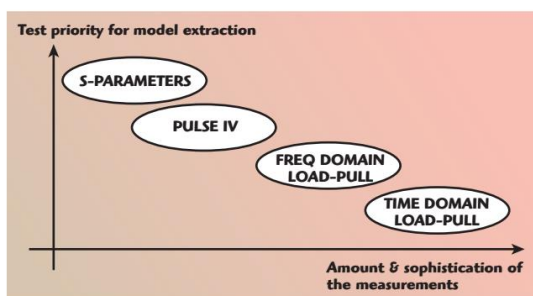 Test priority for model extraction
S-PARAMETERS
PULSE IV
FREQ DOMAIN
LOAD-PULL
TIME DOMAIN
LOAD-PULL
Amount & sophistication of
the measurements